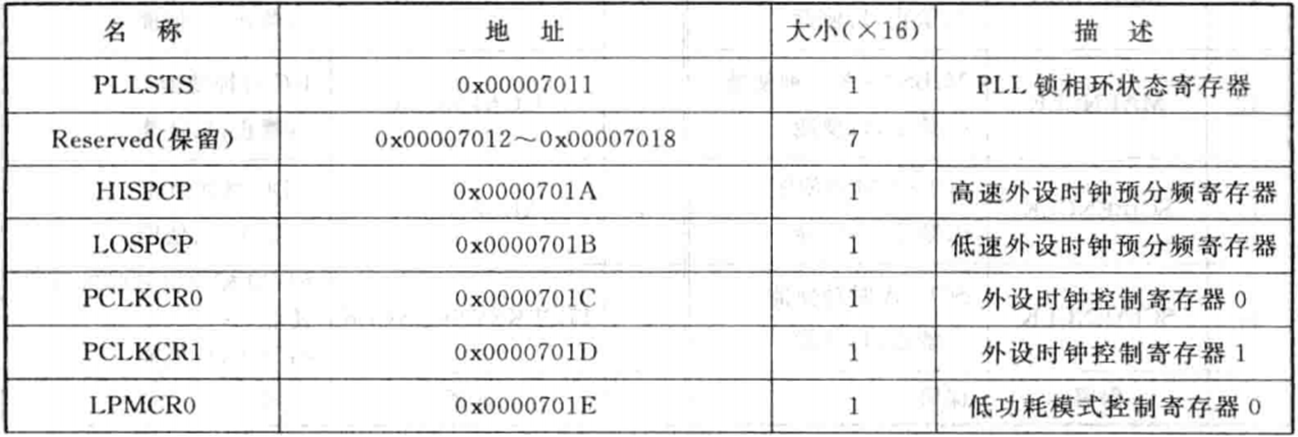 名 称 地 址 大小(×16) 描 述
PLLSTS 0x00007011 1 PLL 锁相环状态寄存器
Reserved(保留) 0x00007012～0x00007018 7
HISPCP 0x0000701A 1 高速外设时钟预分频寄存器
LOSPCP 0x0000701B 1 低速外设时钟预分频寄存器
PCLKCR0 0x0000701C 1 外设时钟控制寄存器 0
PCLKCR1 0x0000701D 1 外设时钟控制寄存器 1
LPMCR0 0x0000701E 1 低功耗模式控制寄存器 0